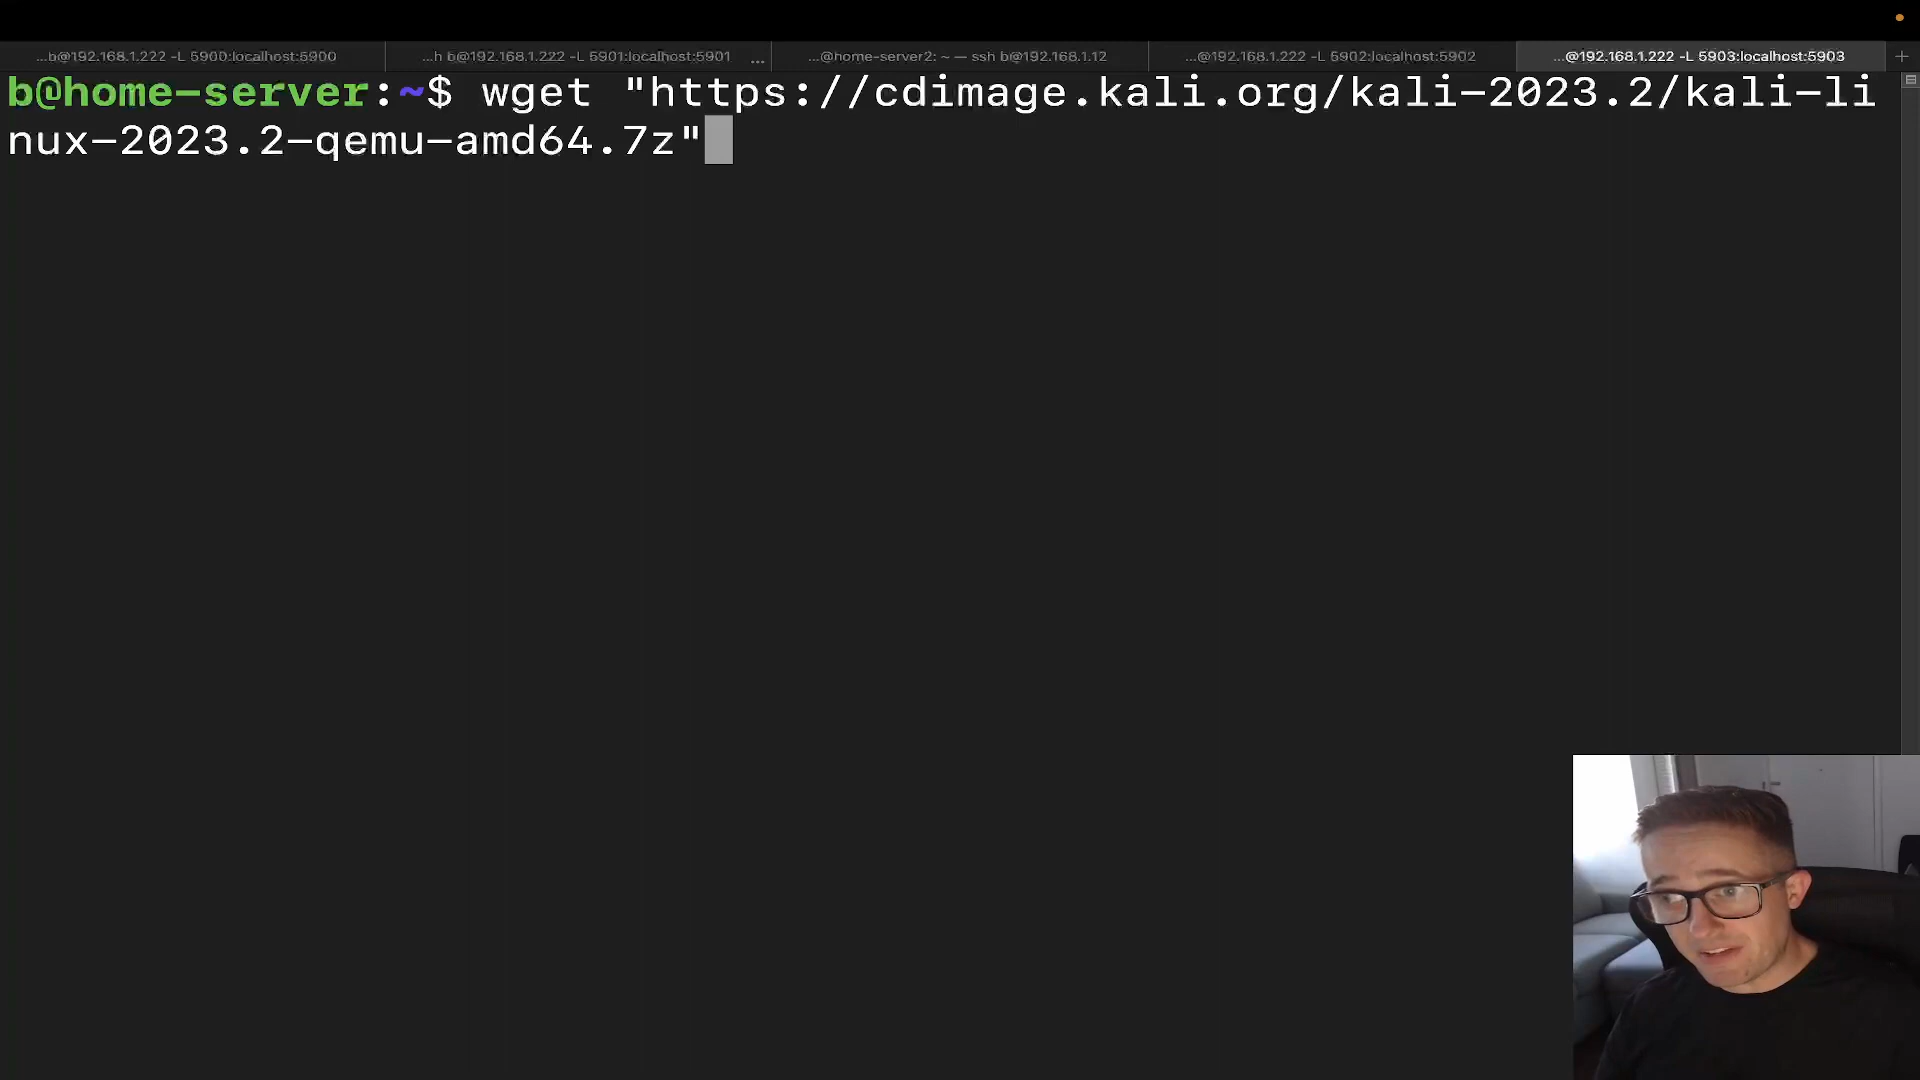 ...b@192.168.1.222 -L 5900:localhost:5900
...h b@192.168.1.222 -L 5901:localhost:5901 ...
...@home-server2: ~ — ssh b@192.168.1.12
...@192.168.1.222 -L 5902:localhost:5902
...@192.168.1.222 -L 5903:localhost:5903 +
b@home-server:~$ wget "https://cdimage.kali.org/kali-2023.2/kali-li
nux-2023.2-qemu-amd64.7z"